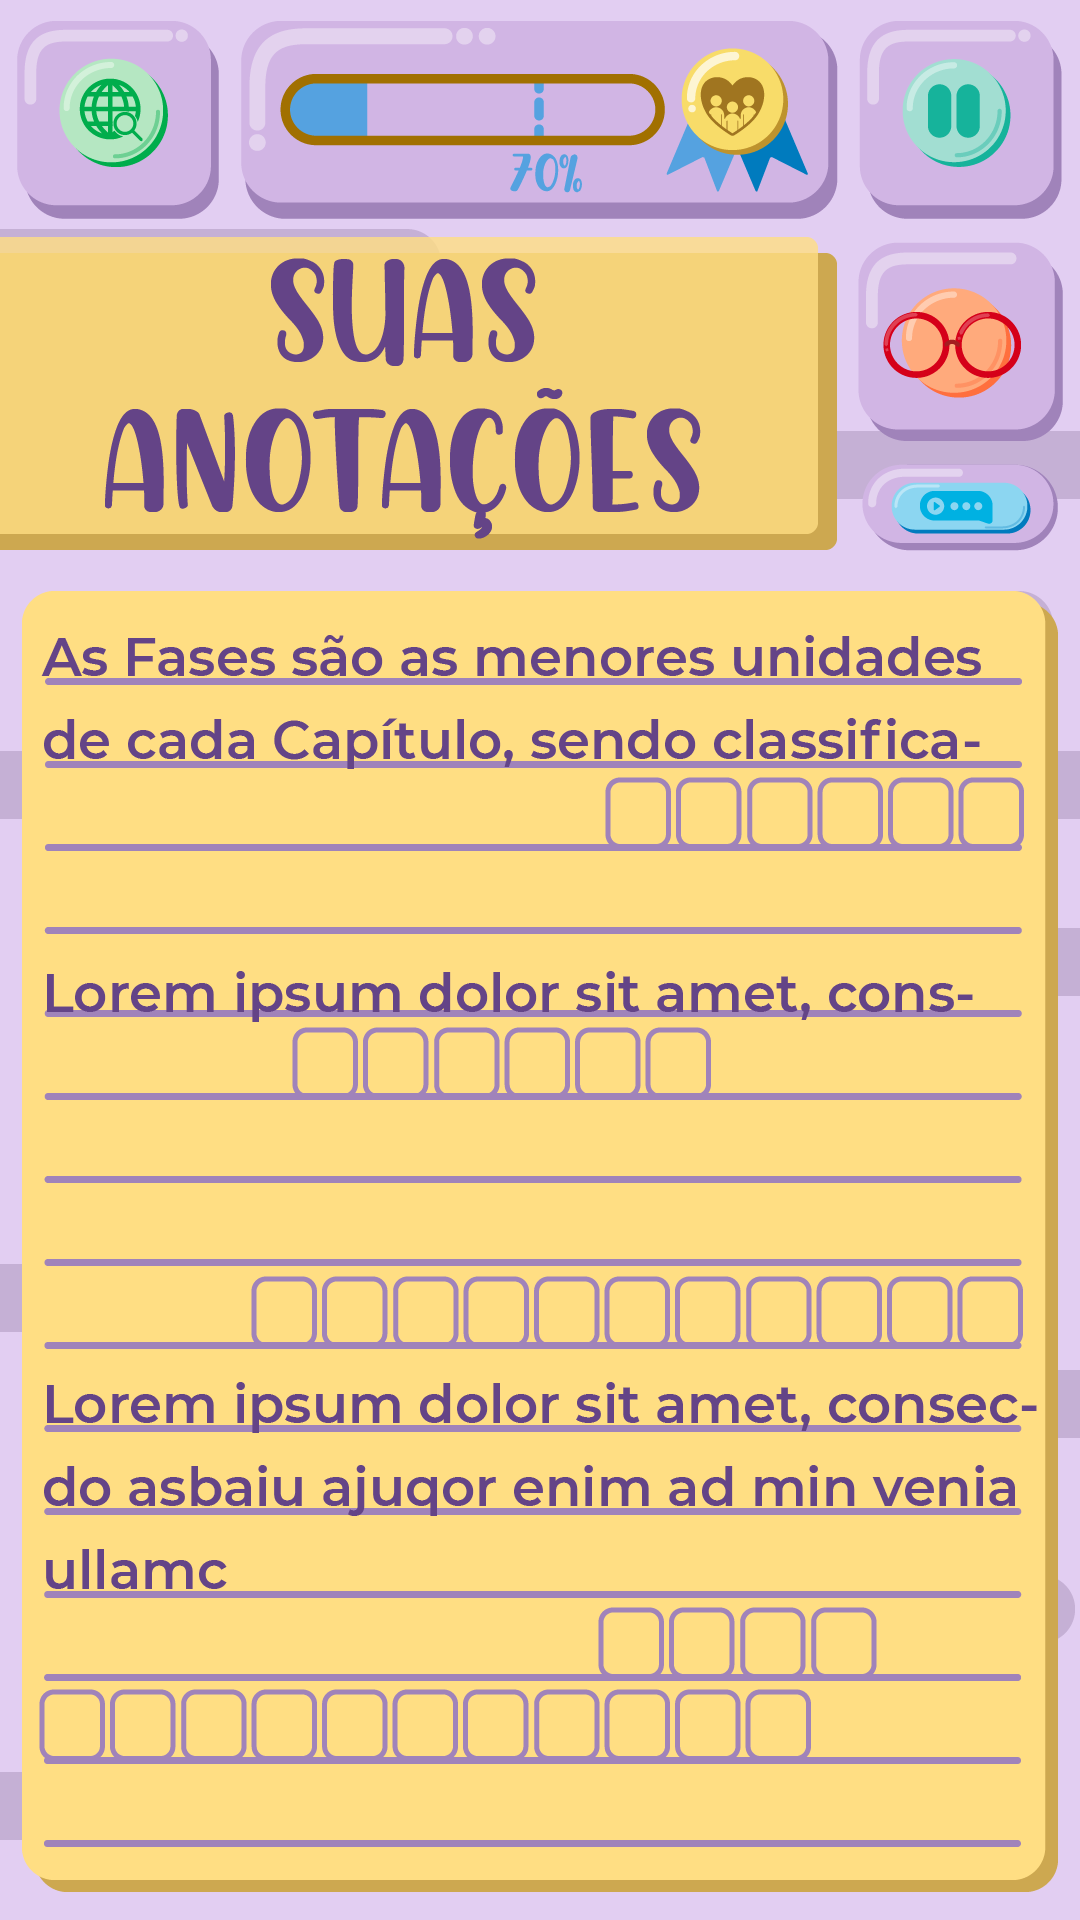 70%
SUAS
ANOTAÇÕES
As Fases são as menores unidades
de cada Capítulo, sendo classifica-
Lorem ipsum dolor sit amet, cons-
Lorem ipsum dolor sit amet, consec-
do asbaiu ajuqor enim ad min venia
ullamc